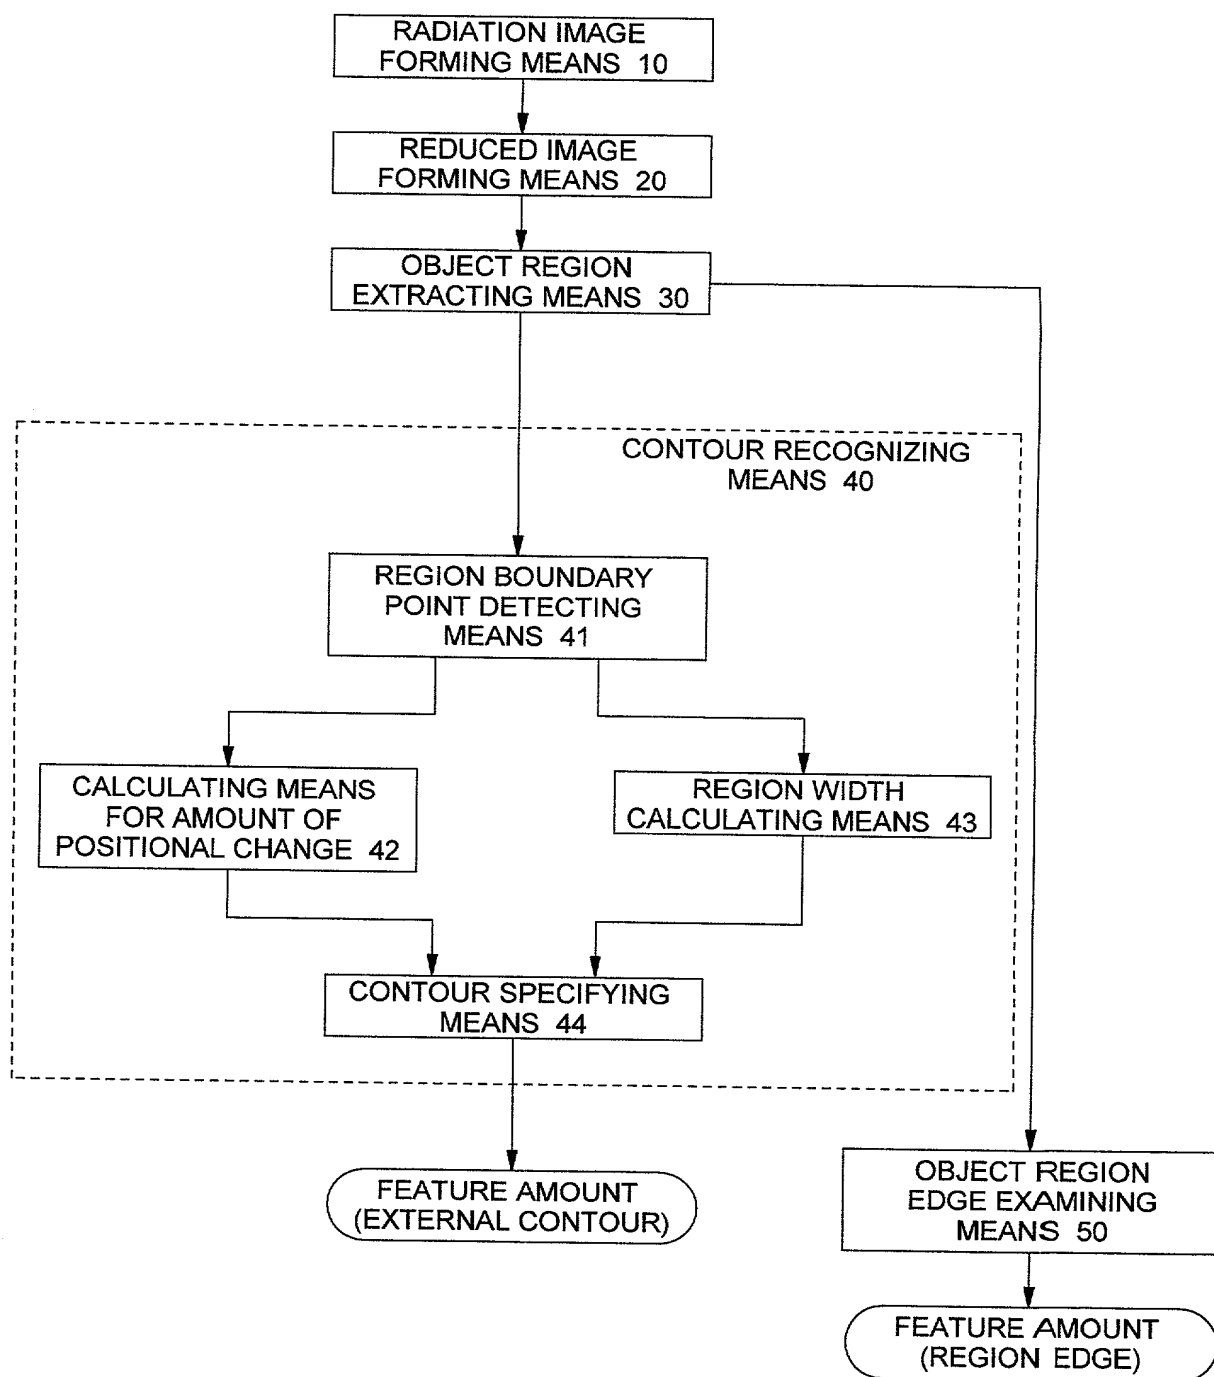 RADIATION IMAGE
FORMING MEANS 10
REDUCED IMAGE
FORMING MEANS 20
OBJECT REGION
EXTRACTING MEANS 30
CONTOUR RECOGNIZING
MEANS 40
REGION BOUNDARY
POINT DETECTING
MEANS 41
CALCULATING MEANS
FOR AMOUNT OF
POSITIONAL CHANGE 42
REGION WIDTH
CALCULATING MEANS 43
CONTOUR SPECIFYING
MEANS 44
FEATURE AMOUNT
(EXTERNAL CONTOUR)
OBJECT REGION
EDGE EXAMINING
MEANS 50
FEATURE AMOUNT
(REGION EDGE)